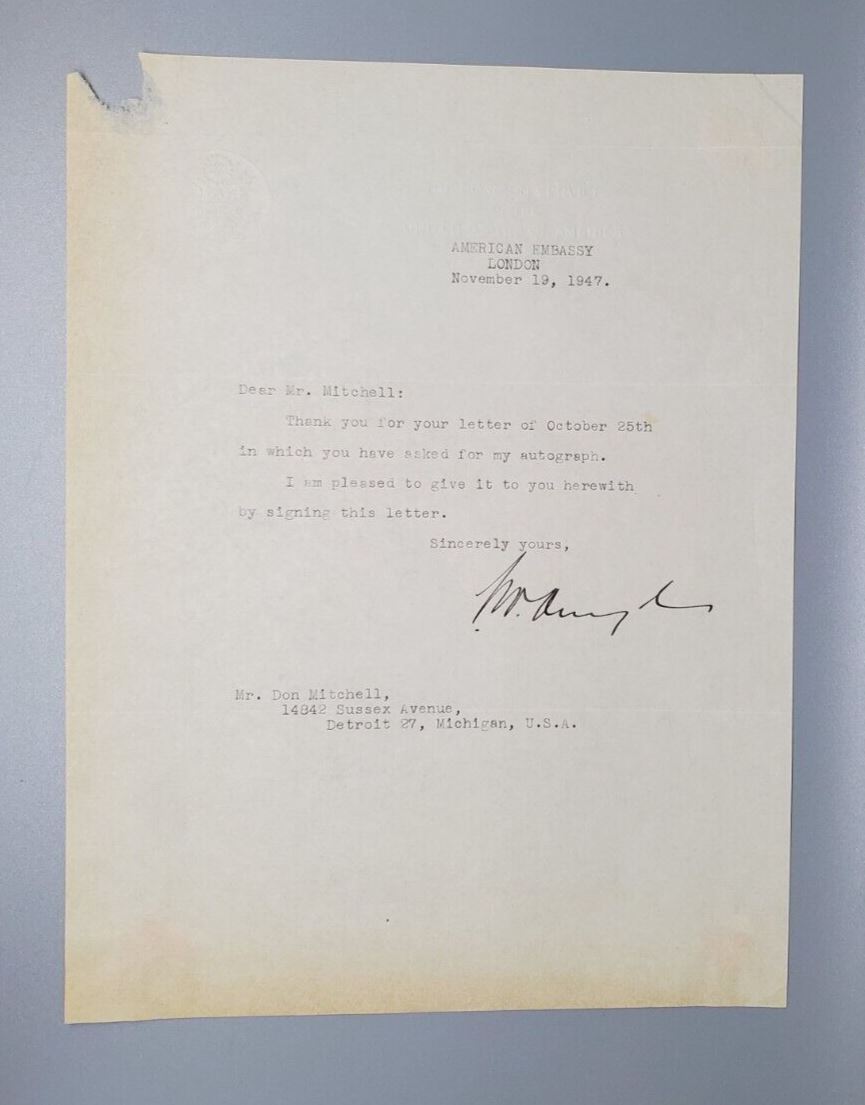 AMERICAN EMBASSY
LONDON
November 19, 1947.
Dear Mr. Mitchell:
Thank you for your letter of October 25th
in which you have asked for my autograph.
I am pleased to give it to you herewith
by signing this letter.
Sincerely yours,
Mr. Don Mitchell,
14842 Sussex Avenue,
Detroit 27, Michigan, U.S.A.